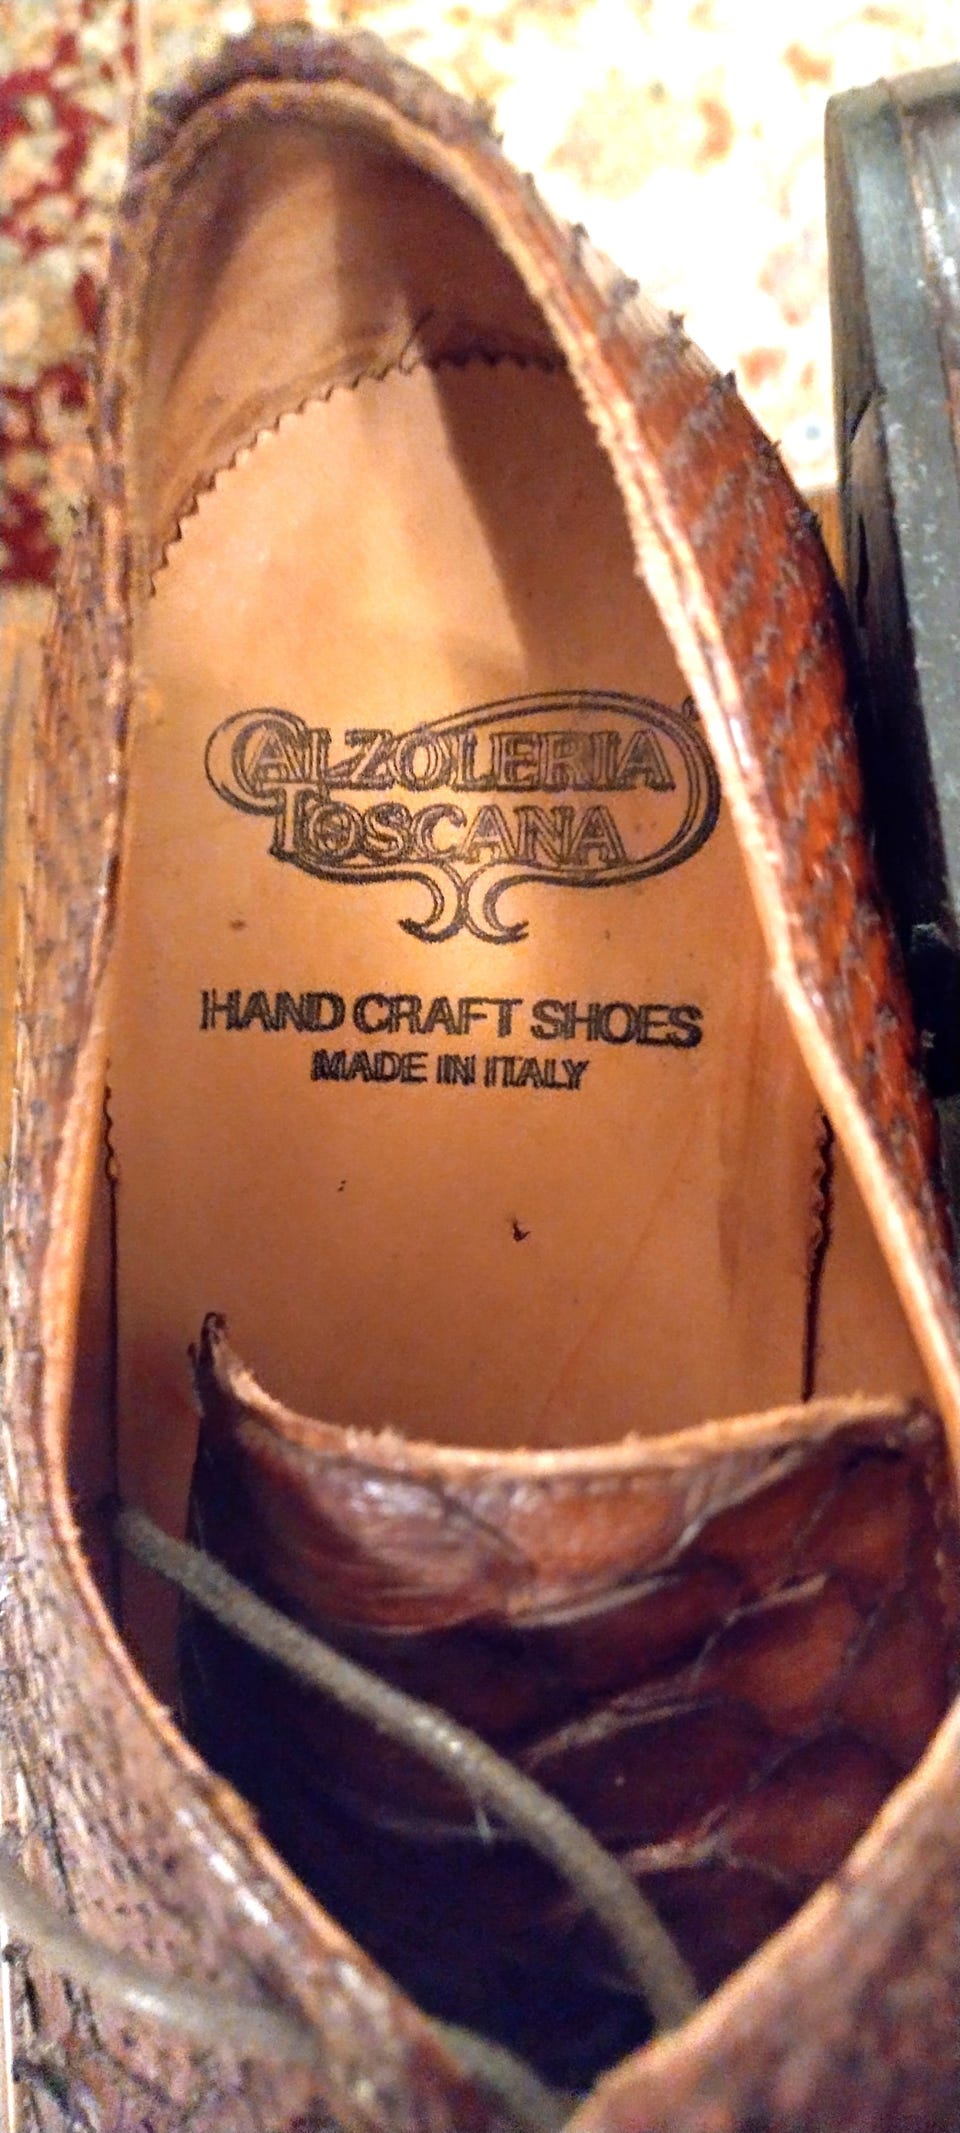 CALZOLERIA
TOSCANA
HAND CRAFT SHOES
MADE IN ITALY